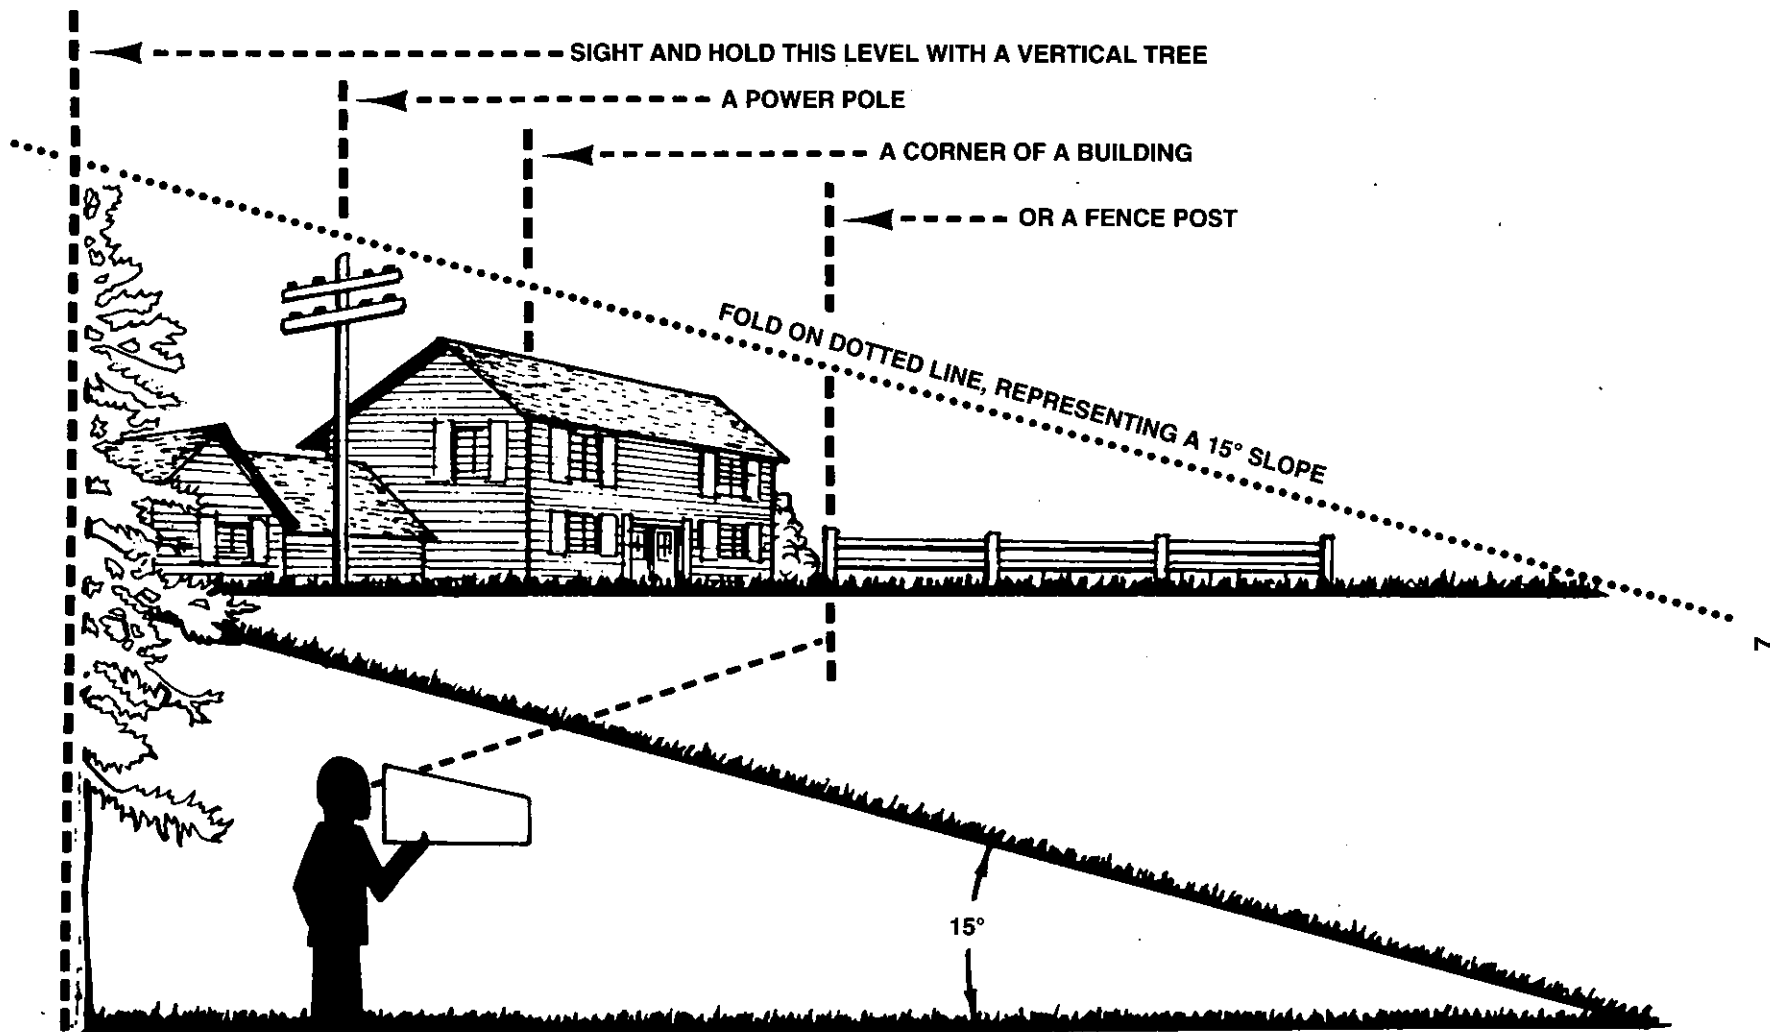 SIGHT AND HOLD THIS LEVEL WITH A VERTICAL TREE
A POWER POLE
A CORNER OF A BUILDING
OR A FENCE POST
FOLD ON DOTTED LINE, REPRESENTING A 15° SLOPE
7
15°